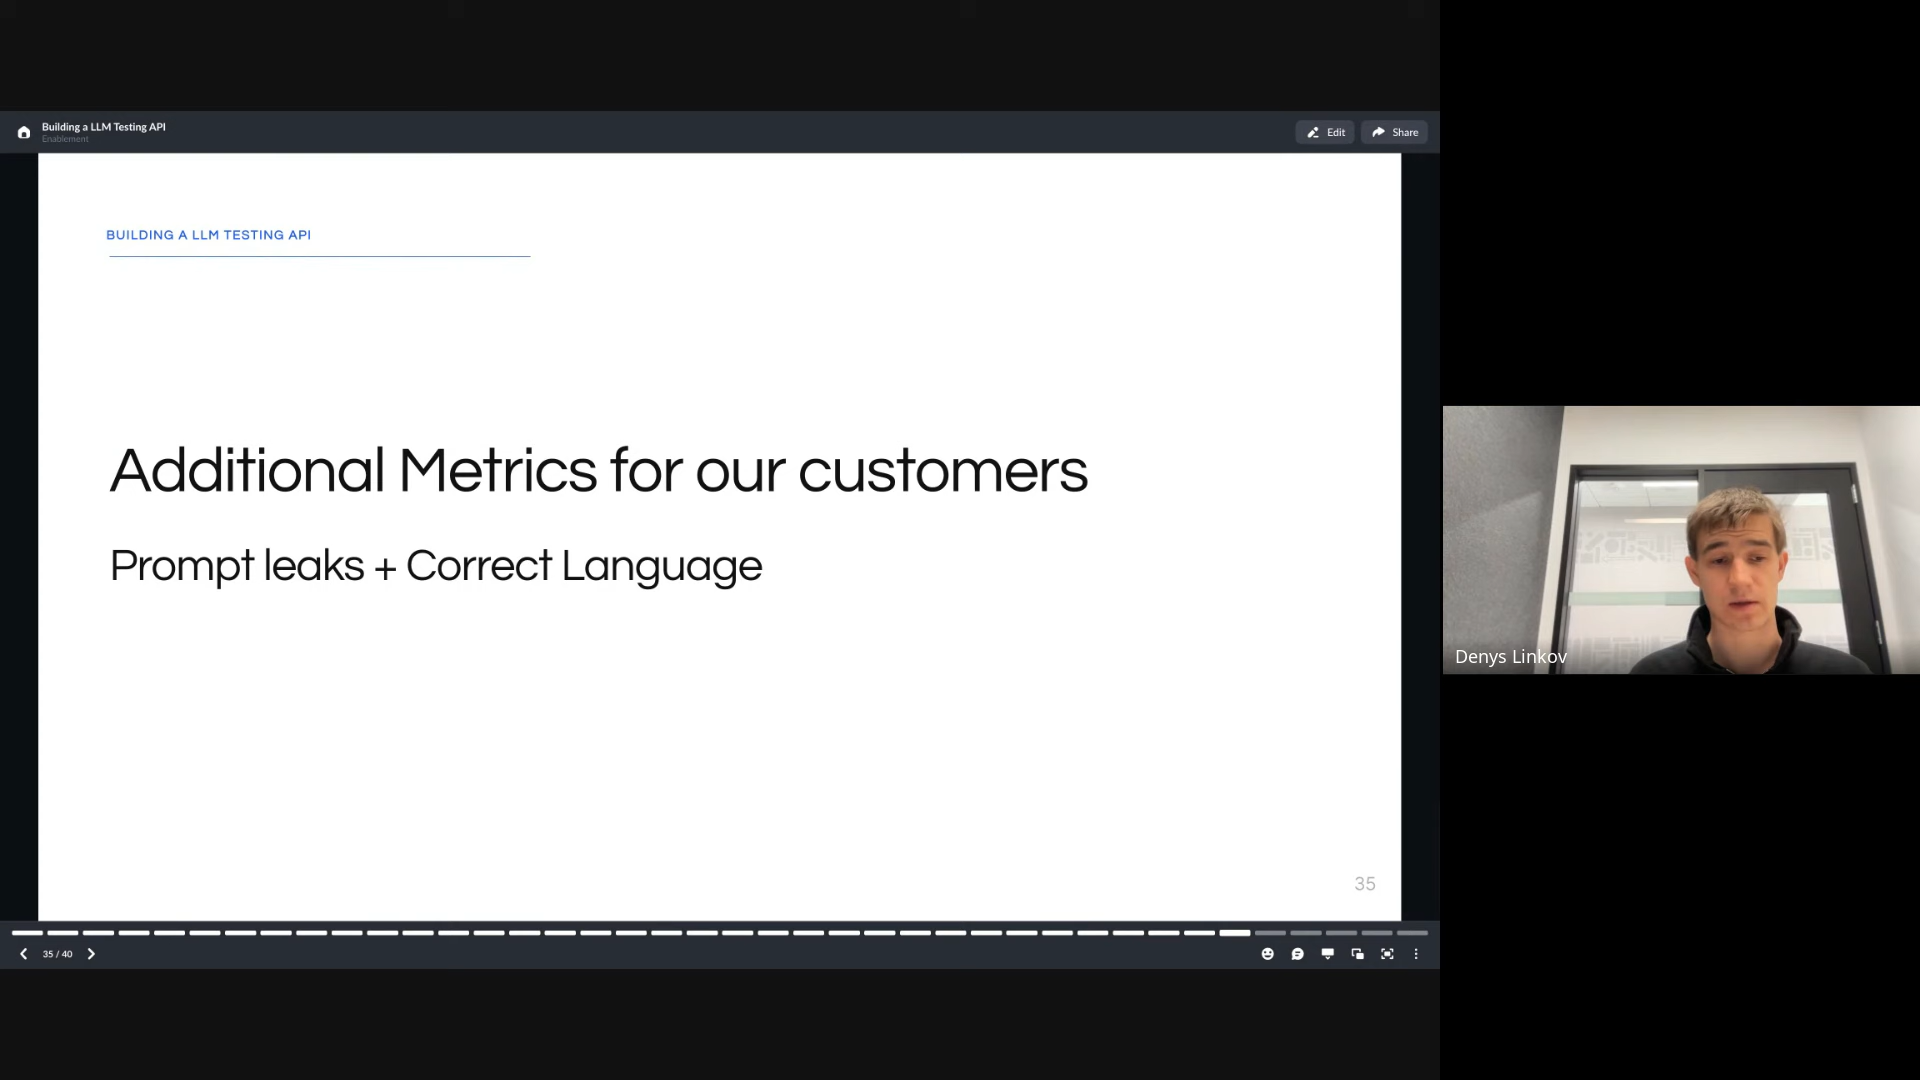 Building a LLM Testing API
Enablement
Edit
Share
BUILDING A LLM TESTING API
Additional Metrics for our customers
Prompt leaks + Correct Language
35
35 / 40
Denys Linkov